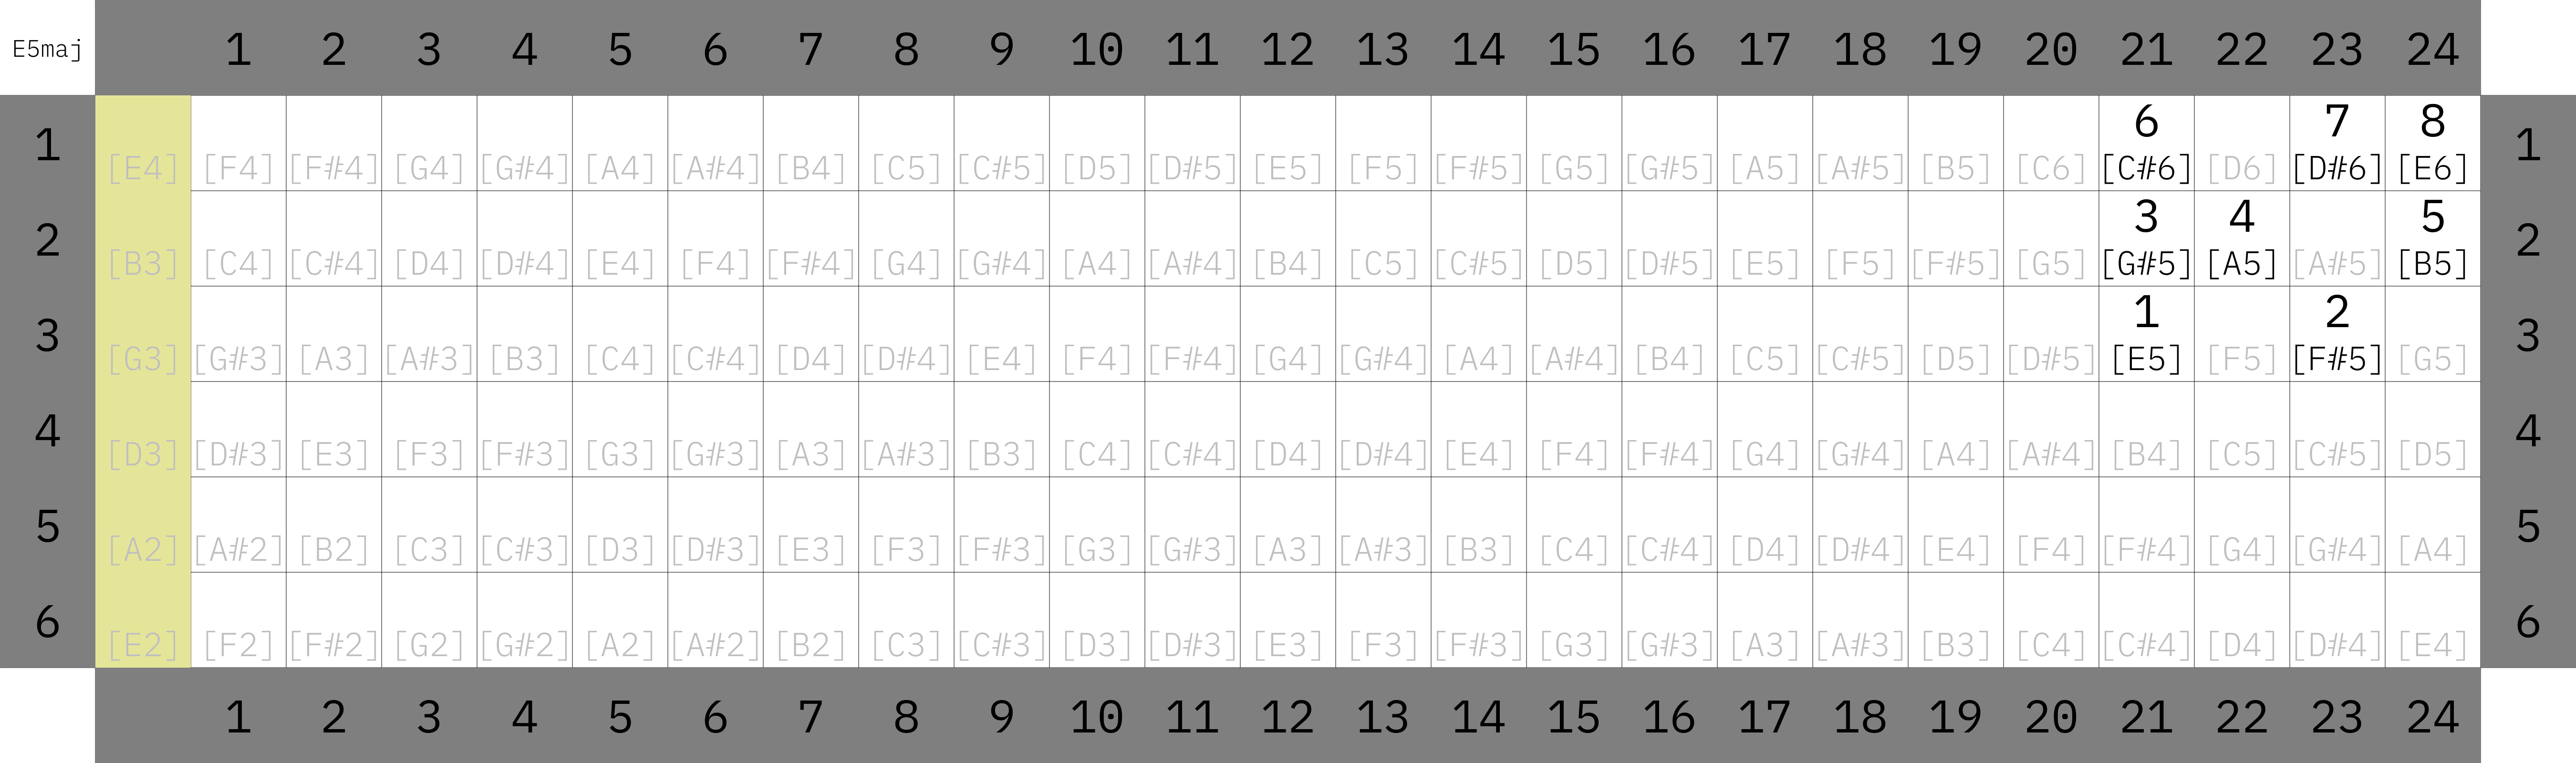 E5maj 1 2 3 4 5 6 7 8 9 10 11 12 13 14 15 16 17 18 19 20 21 22 23 24
6 7 8
1 [E4] [F4] [F#4] [G4] [G#4] [A4] [A#4] [B4] [C5] [C#5] [D5] [D#5] [E5] [F5] [F#5] [G5] [G#5] [A5] [A#5] [B5] [C6] [C#6] [D6] [D#6] [E6] 1
3 4 5
2 [B3] [C4] [C#4] [D4] [D#4] [E4] [F4] [F#4] [G4] [G#4] [A4] [A#4] [B4] [C5] [C#5] [D5] [D#5] [E5] [F5] [F#5] [G5] [G#5] [A5] [A#5] [B5] 2
1 2
3 [G3] [G#3] [A3] [A#3] [B3] [C4] [C#4] [D4] [D#4] [E4] [F4] [F#4] [G4] [G#4] [A4] [A#4] [B4] [C5] [C#5] [D5] [D#5] [E5] [F5] [F#5] [G5] 3
4 [D3] [D#3] [E3] [F3] [F#3] [G3] [G#3] [A3] [A#3] [B3] [C4] [C#4] [D4] [D#4] [E4] [F4] [F#4] [G4] [G#4] [A4] [A#4] [B4] [C5] [C#5] [D5] 4
5 [A2] [A#2] [B2] [C3] [C#3] [D3] [D#3] [E3] [F3] [F#3] [G3] [G#3] [A3] [A#3] [B3] [C4] [C#4] [D4] [D#4] [E4] [F4] [F#4] [G4] [G#4] [A4] 5
6 [E2] [F2] [F#2] [G2] [G#2] [A2] [A#2] [B2] [C3] [C#3] [D3] [D#3] [E3] [F3] [F#3] [G3] [G#3] [A3] [A#3] [B3] [C4] [C#4] [D4] [D#4] [E4] 6
1 2 3 4 5 6 7 8 9 10 11 12 13 14 15 16 17 18 19 20 21 22 23 24